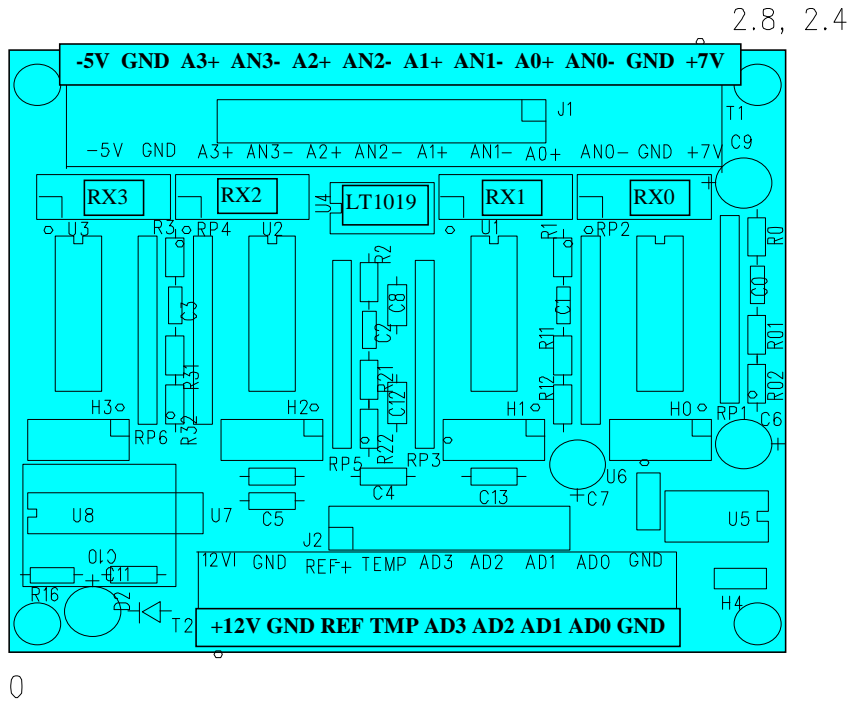 2.8, 2.4
-5V GND A3+ AN3- A2+ AN2- A1+ AN1- A0+ AN0- GND +7V
J1
T1
-5V GND A3+ AN3- A2+ AN2- A1+ AN1- A0+ AN0- GND +7V
C9
RX3 RX2 U4 LT1019 RX1 RX0
U3 R3 RP4 U2 R2 U1 R1 RP2 R0
C3 C2 C8 C1 C0
R31 R21 R11 R01
H3 R32 H2 R22 C12 H1 R12 H0 RP1 R02 C6
RP6 RP5 RP3
C5 C4 C13 C7 U6
U8 U7 J2 U5
12VI GND REF+ TEMP AD3 AD2 AD1 AD0 GND
C10 C11
R16 D2 T2 H4
+12V GND REF TMP AD3 AD2 AD1 AD0 GND
0